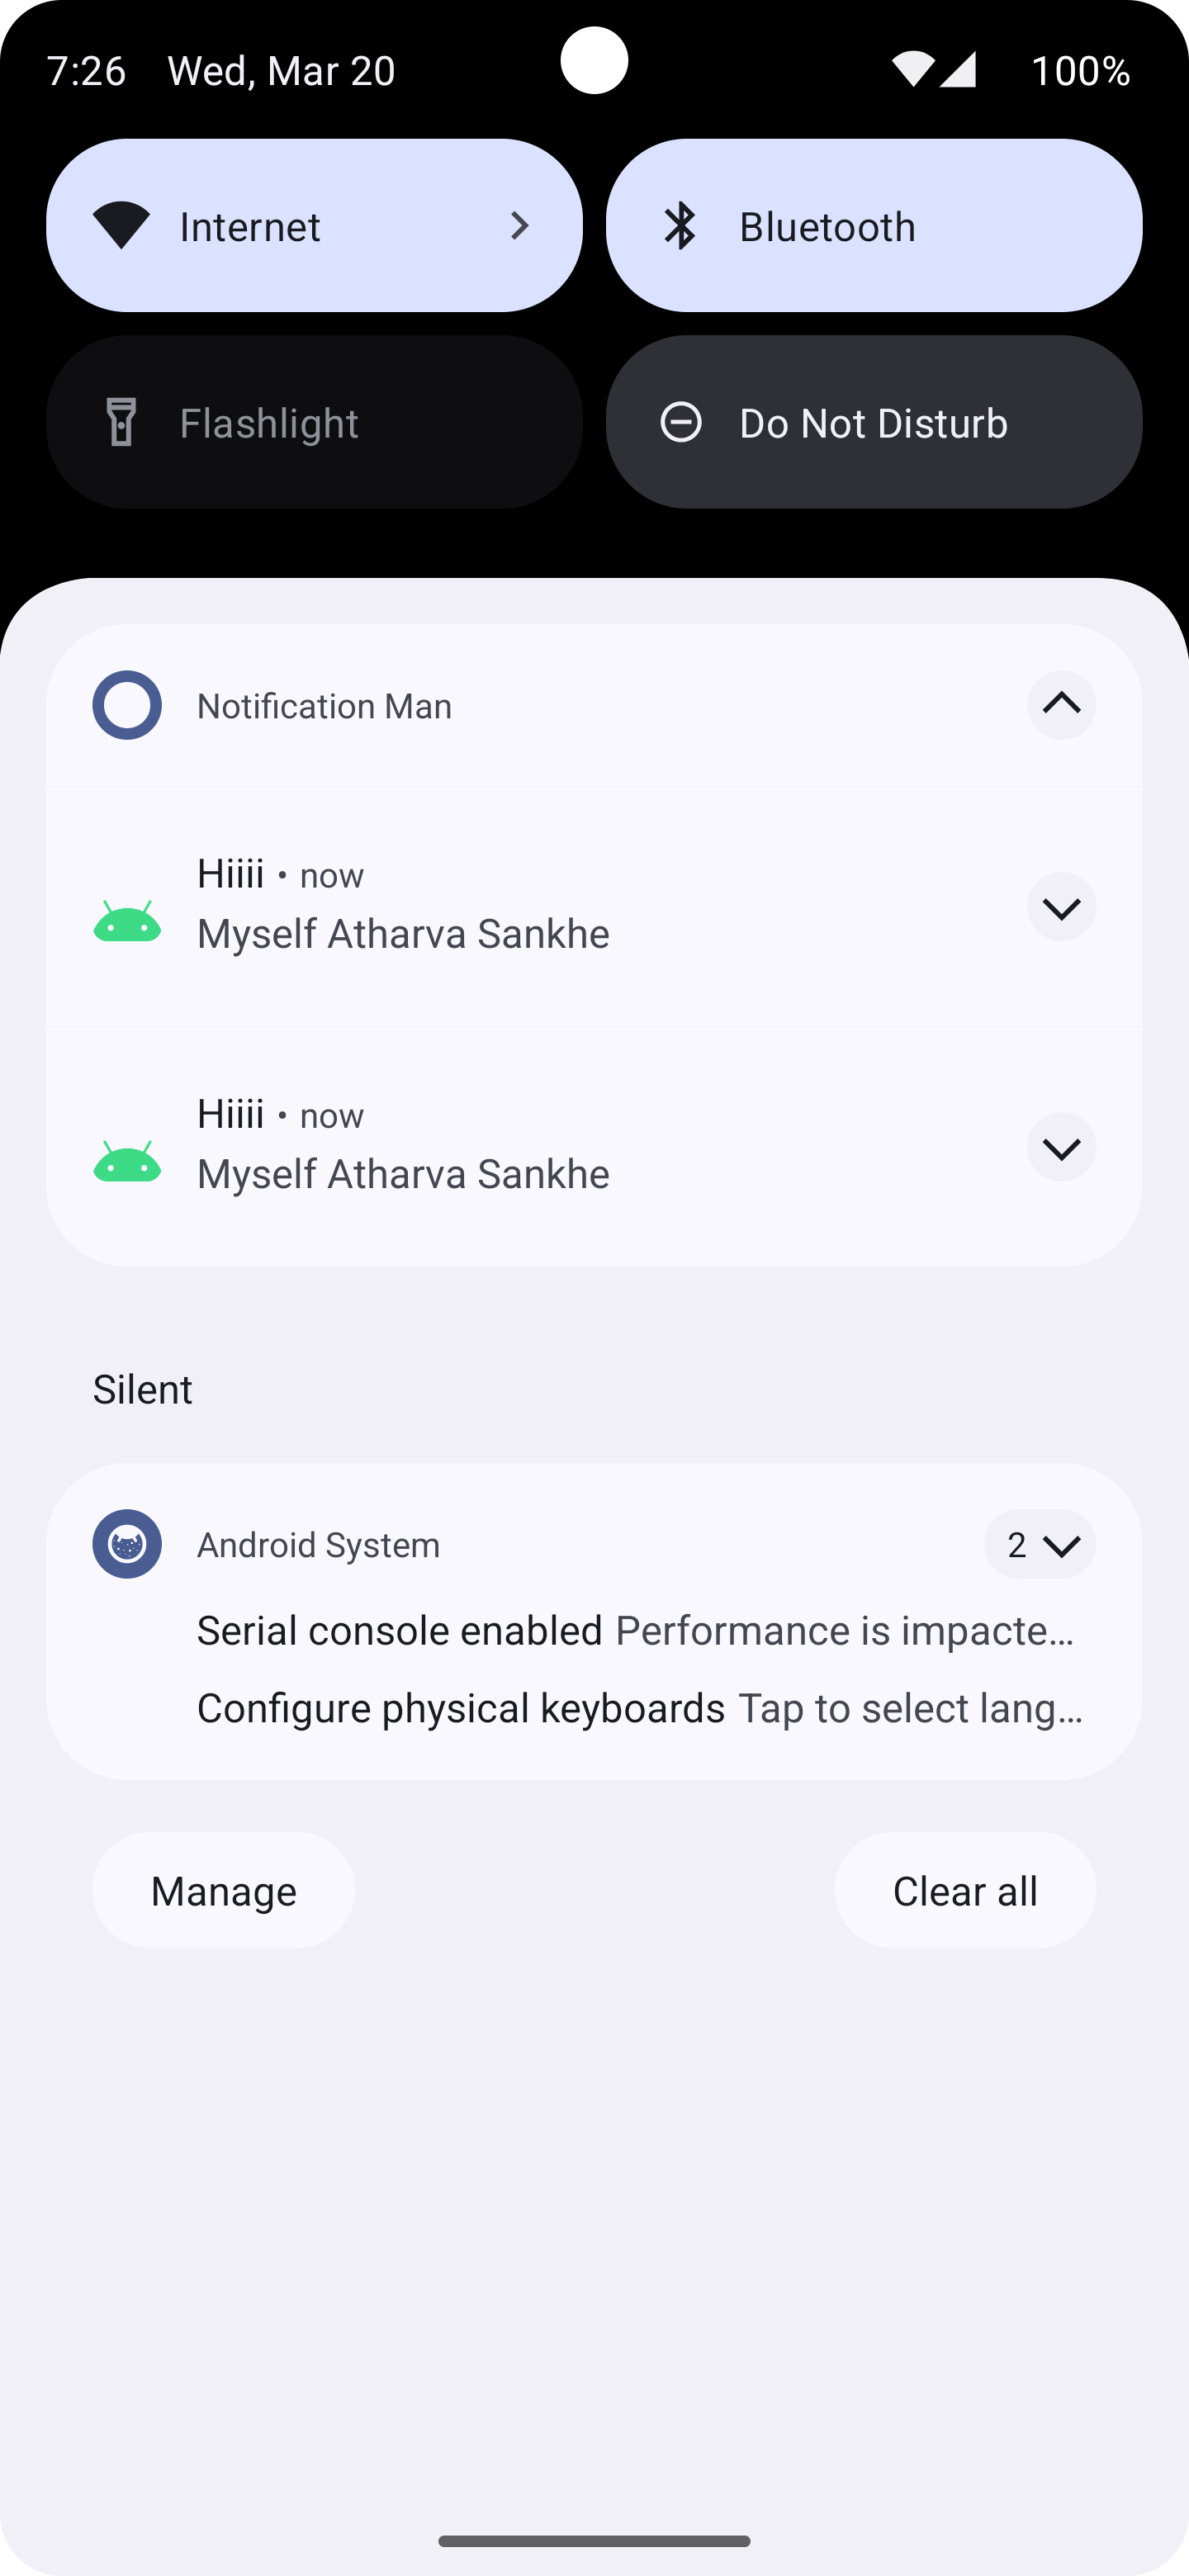 7:26 Wed, Mar 20 100%
Internet Bluetooth
Flashlight Do Not Disturb
Notification Man
Hiiii • now
Myself Atharva Sankhe
Hiiii • now
Myself Atharva Sankhe
Silent
Android System 2
Serial console enabled Performance is impacte...
Configure physical keyboards Tap to select lang...
Manage Clear all